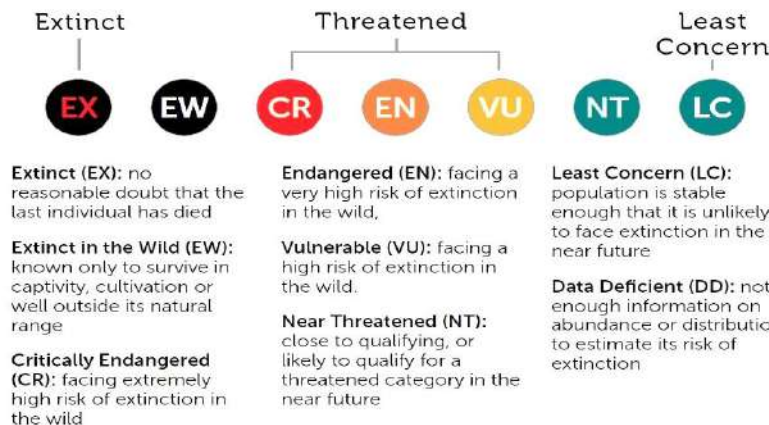 Extinct
Threatened
Least
Concern
EX
EW
CR
EN
VU
NT
LC
Extinct (EX): no
reasonable doubt that the
last individual has died
Extinct in the Wild (EW):
known only to survive in
captivity, cultivation or
well outside its natural
range
Critically Endangered
(CR): facing extremely
high risk of extinction in
the wild
Endangered (EN): facing a
very high risk of extinction
in the wild,
Vulnerable (VU): facing a
high risk of extinction in
the wild.
Near Threatened (NT):
close to qualifying, or
likely to qualify for a
threatened category in the
near future
Least Concern (LC):
population is stable
enough that it is unlikely
to face extinction in the
near future
Data Deficient (DD): not
enough information on
abundance or distributio
to estimate its risk of
extinction